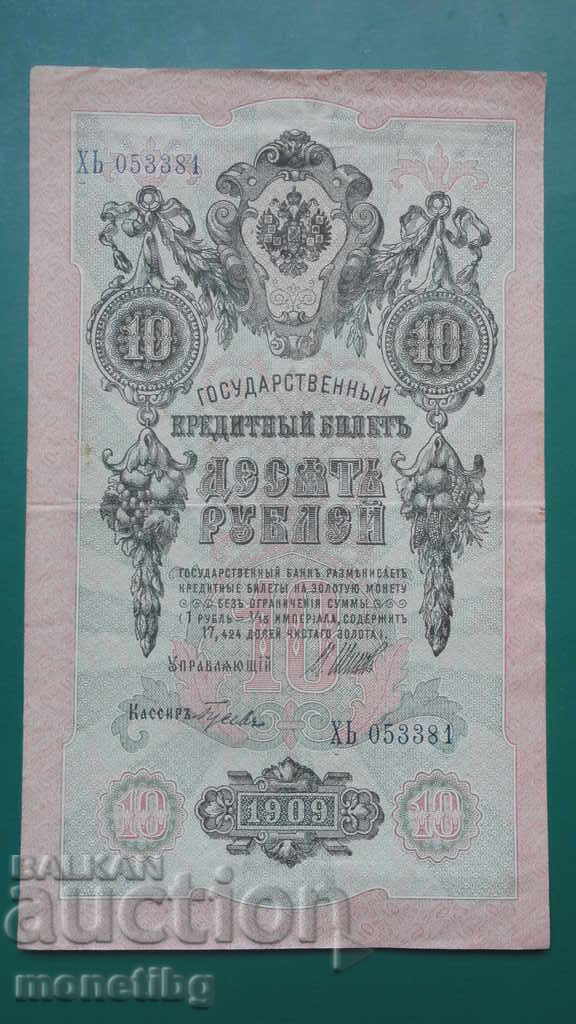 ХЬ 053381
10 10
ГОСУДАРСТВЕННЫЙ
КРЕДИТНЫЙ БИЛЕТЪ
ДЕСЯТЬ
РУБЛЕЙ
ГОСУДАРСТВЕННЫЙ БАНКЪ РАЗМѢНИВАЕТЪ
КРЕДИТНЫЕ БИЛЕТЫ НА ЗОЛОТУЮ МОНЕТУ
БЕЗЪ ОГРАНИЧЕНІЯ СУММЫ
(1 РУБЛЬ = 1/15 ИМПЕРІАЛА, СОДЕРЖИТЪ
17,424 ДОЛЕЙ ЧИСТАГО ЗОЛОТА).
10
УПРАВЛЯЮЩІЙ
КАССИРЪ
ХЬ 053381
10 1909 10
BALKAN
auction
monetibg